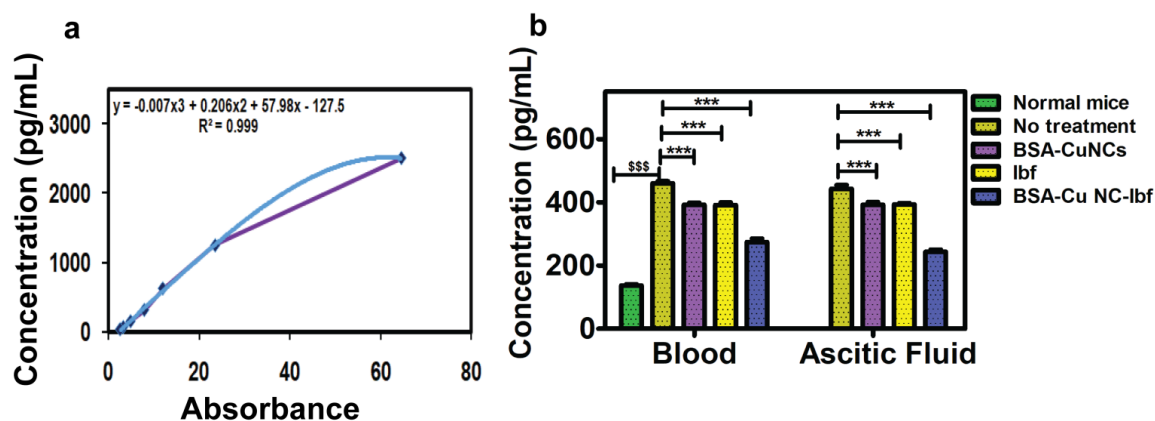 a
Concentration (pg/mL)
y = -0.007x3 + 0.206x2 + 57.98x - 127.5
R² = 0.999
3000
2000
1000
0
0 20 40 60 80
Absorbance
b
Concentration (pg/mL)
600
400
200
0
$$$
***
***
***
***
***
***
Blood
Ascitic Fluid
Normal mice
No treatment
BSA-CuNCs
Ibf
BSA-Cu NC-Ibf